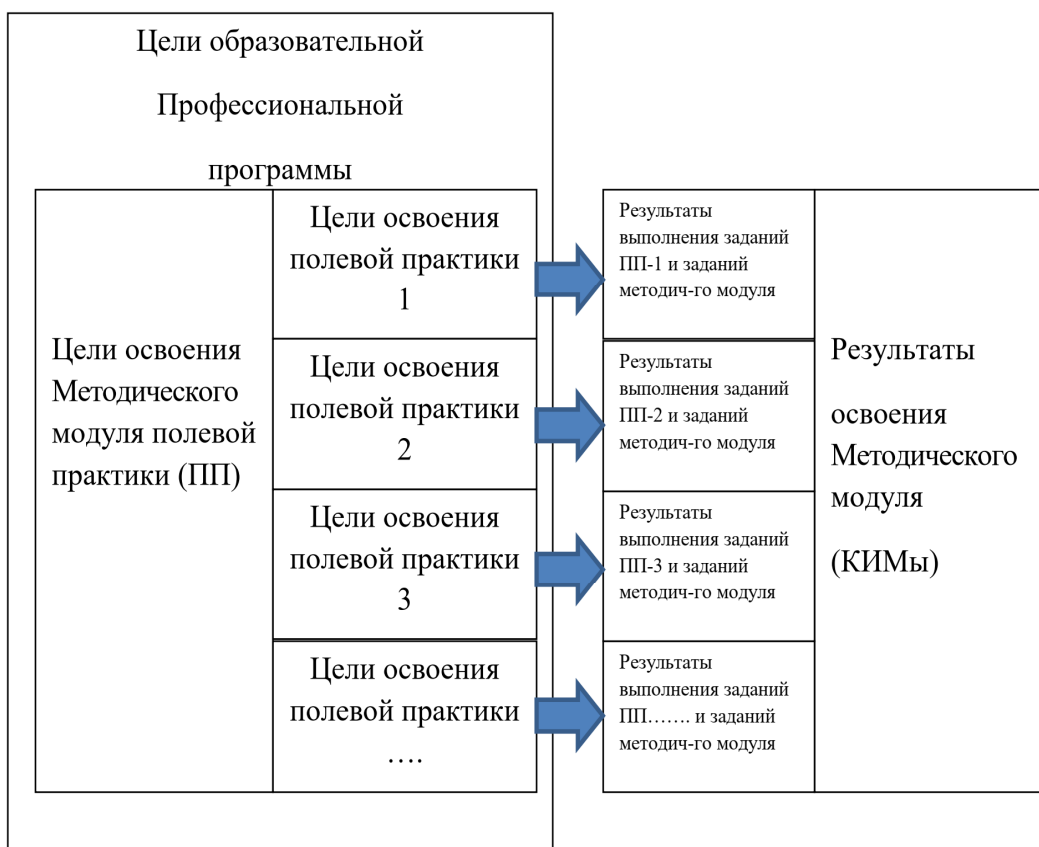 Цели образовательной
Профессиональной
программы
Цели освоения
Методического
модуля полевой
практики (ПП)
Цели освоения
полевой практики
1
Цели освоения
полевой практики
2
Цели освоения
полевой практики
3
Цели освоения
полевой практики
….
Результаты
выполнения заданий
ПП-1 и заданий
методич-го модуля
Результаты
выполнения заданий
ПП-2 и заданий
методич-го модуля
Результаты
выполнения заданий
ПП-3 и заданий
методич-го модуля
Результаты
выполнения заданий
ПП……. и заданий
методич-го модуля
Результаты
освоения
Методического
модуля
(КИМы)